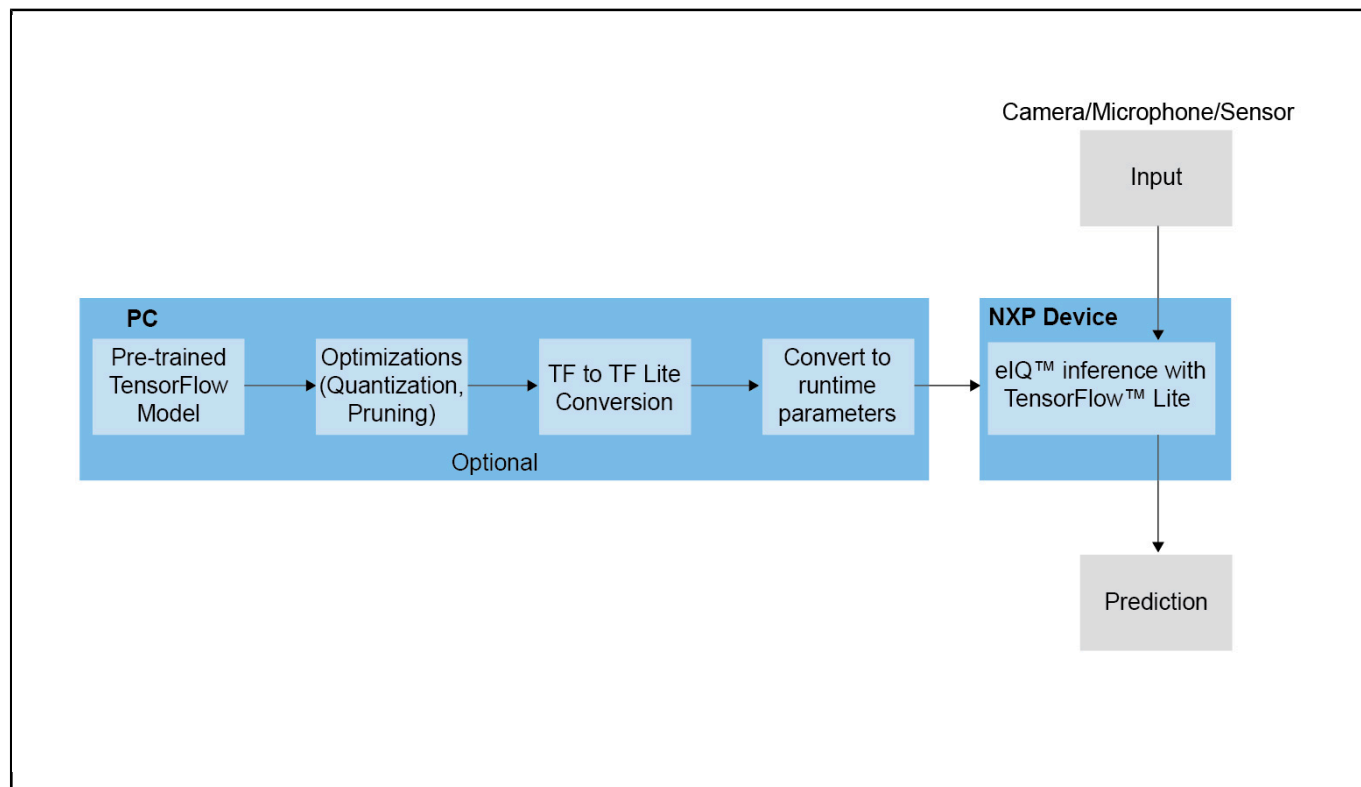 Camera/Microphone/Sensor
Input
PC
Pre-trained
TensorFlow
Model
Optimizations
(Quantization,
Pruning)
TF to TF Lite
Conversion
Convert to
runtime
parameters
Optional
NXP Device
eIQ™ inference with
TensorFlow™ Lite
Prediction